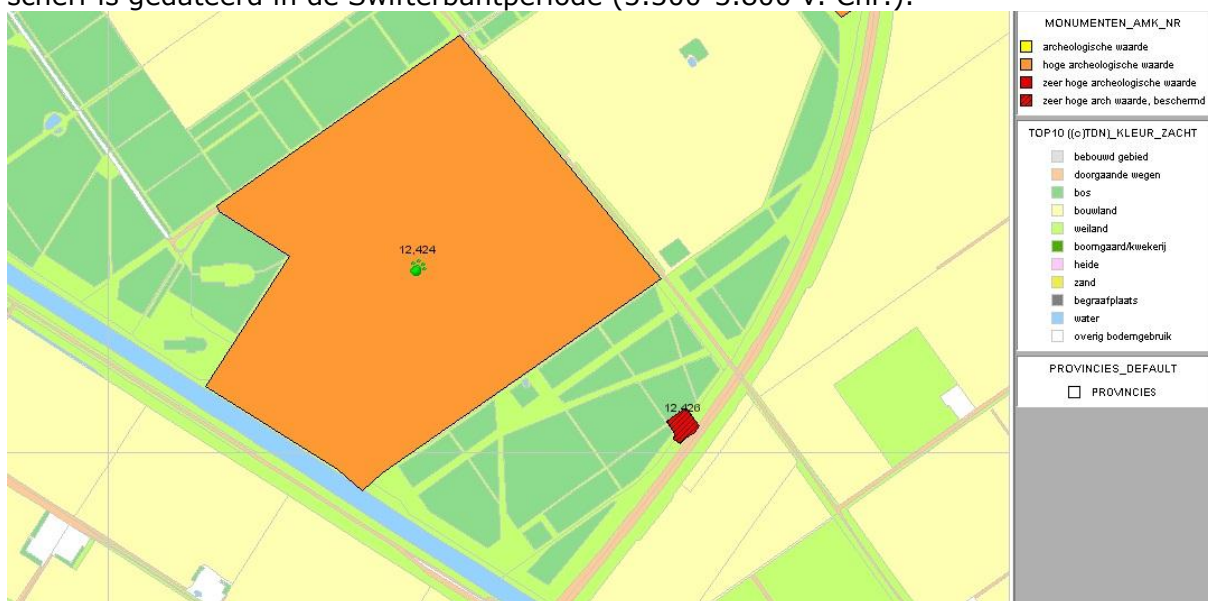 scherf is gedateerd in de Swifterbantperiode (5.300-3.800 v. Chr.).
MONUMENTEN_AMK_NR
archeologische waarde
hoge archeologische waarde
zeer hoge archeologische waarde
zeer hoge arch waarde, beschermd
TOP10 ((c)TDN)_KLEUR_ZACHT
bebouwd gebied
doorgaande wegen
bos
bouwland
weiland
boomgaard/kwekerij
heide
zand
begraafplaats
water
overig bodemgebruik
PROVINCIES_DEFAULT
PROVINCIES
12,424
12,426